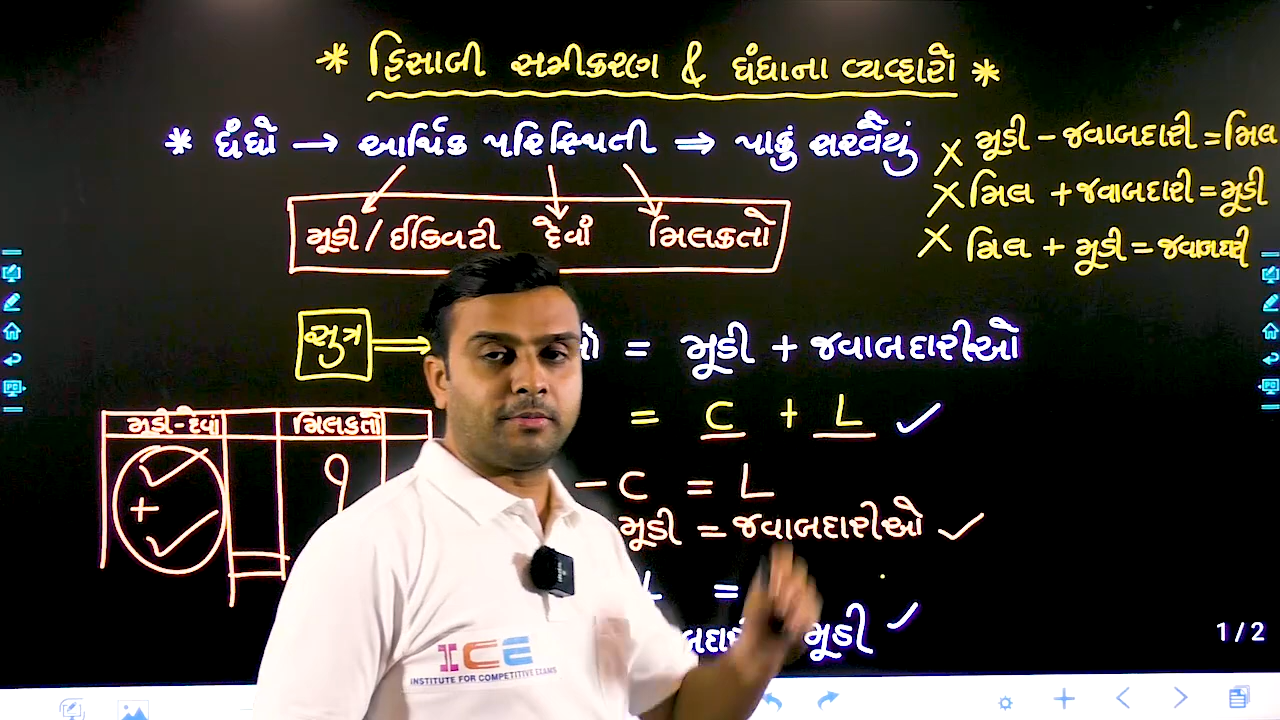 * હિસાબી સમીકરણ & ધંધાના વ્યવ્હારો *
* ધંધો → આર્થિક પરિસ્થિતી ⇒ પાકું સરવૈયું
× મૂડી - જવાબદારી = મિલ
× મિલ + જવાબદારી = મૂડી
× મિલ + મૂડી = જવાબદારી
મૂડી / ઈક્વિટી દેવાં મિલકતો
સુત્ર → ઓ = મૂડી + જવાબદારીઓ
= C + L ✓
મૂડી-દેવાં મિલકતો
✓ + ✓ ?
- C = L
મૂડી = જવાબદારીઓ ✓
L =
મૂડી ✓
1 / 2
ICE
INSTITUTE FOR COMPETITIVE EXAMS